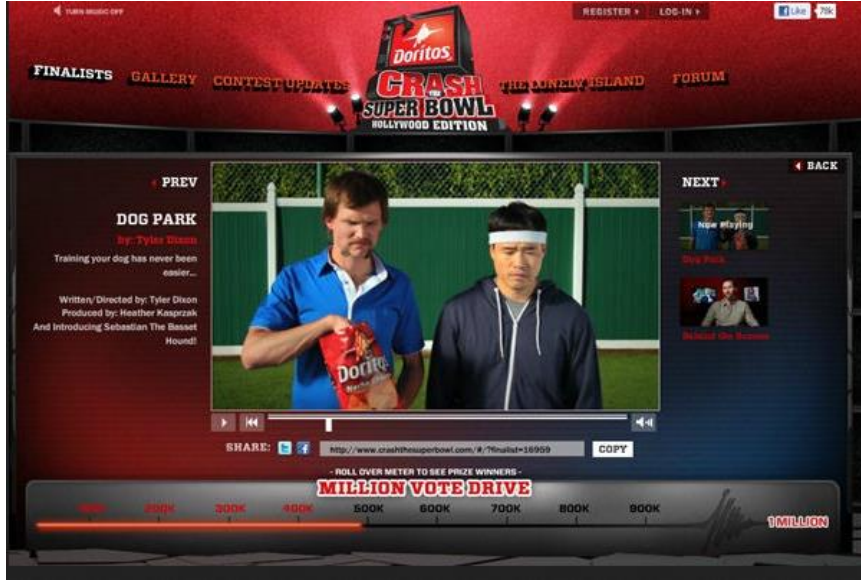 TURN MUSIC OFF
REGISTER
LOG-IN
Like
78k
Doritos
CRASH
THE
SUPER BOWL
HOLLYWOOD EDITION
FINALISTS
GALLERY
CONTEST UPDATES
THE LONELY ISLAND
FORUM
BACK
PREV
NEXT
DOG PARK
by: Tyler Dixon
Training your dog has never been
easier...
Written/Directed by: Tyler Dixon
Produced by: Heather Kasprzak
And Introducing Sebastian The Basset
Hound!
Doritos
Nacho Cheese
Now Playing
Dog Park
Behind the Scenes
SHARE:
http://www.crashthesuperbowl.com/#/?finalist=16959
COPY
- ROLL OVER METER TO SEE PRIZE WINNERS -
MILLION VOTE DRIVE
200K 300K 400K 500K 600K 700K 800K 900K
1 MILLION